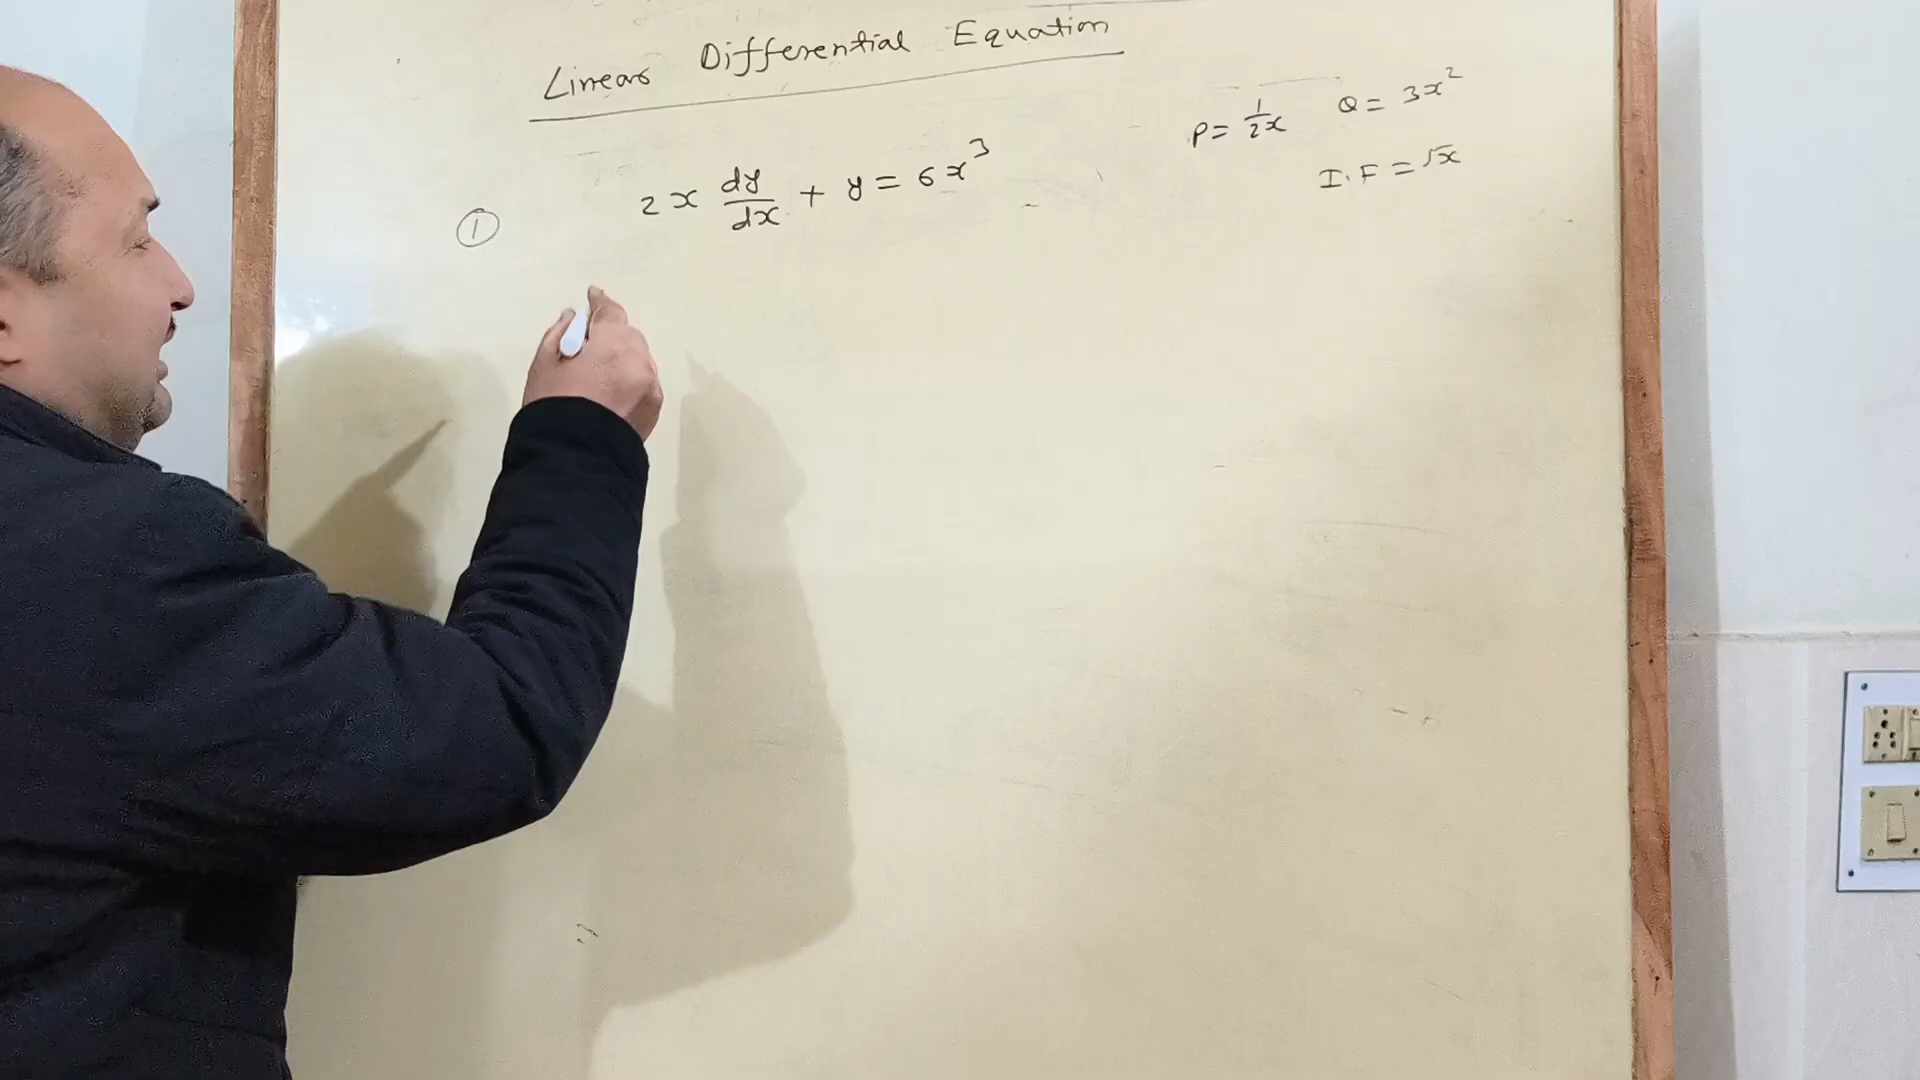 Linear Differential Equation
① 2x dy/dx + y = 6x³
P = 1/2x Q = 3x²
I.F = √x